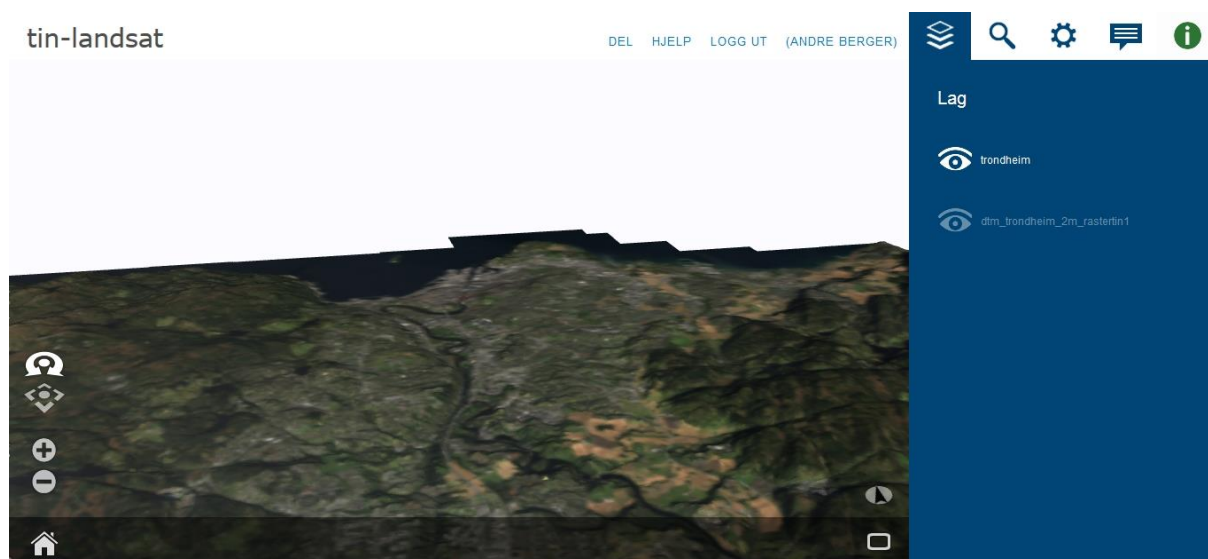 tin-landsat
DEL HJELP LOGG UT (ANDRE BERGER)
Lag
trondheim
dtm_trondheim_2m_rastertin1